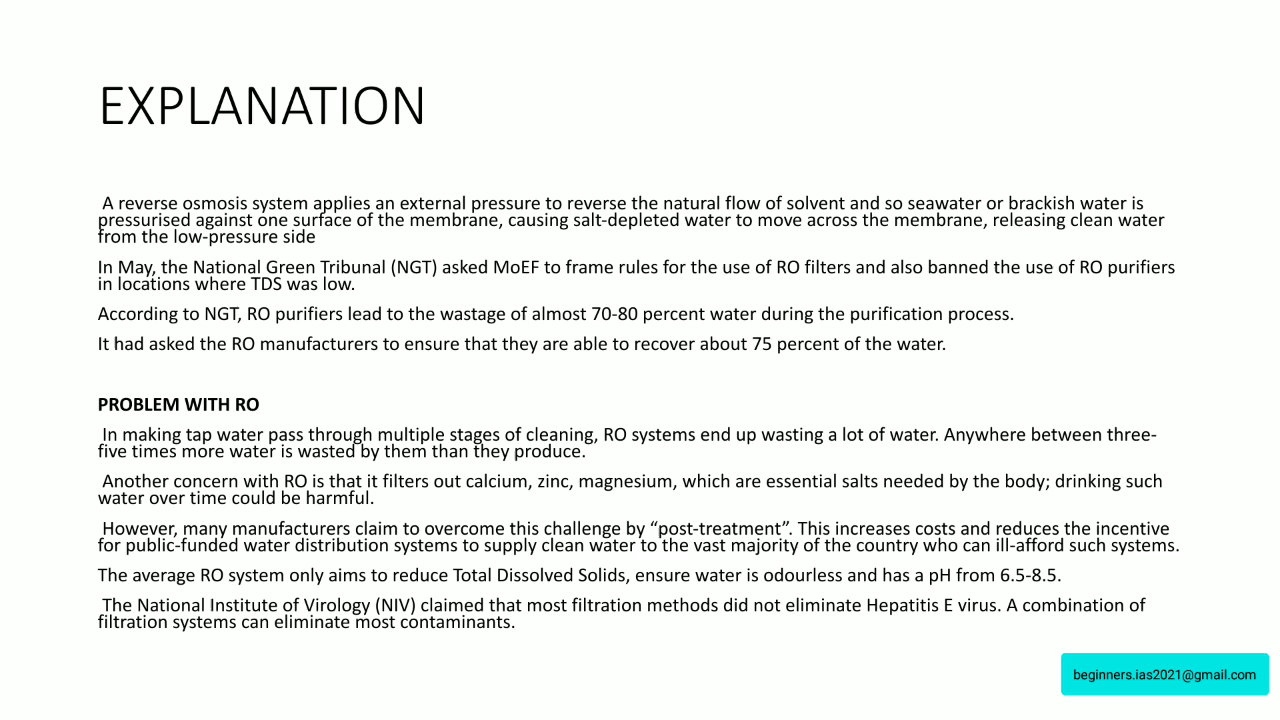 EXPLANATION
A reverse osmosis system applies an external pressure to reverse the natural flow of solvent and so seawater or brackish water is
pressurised against one surface of the membrane, causing salt-depleted water to move across the membrane, releasing clean water
from the low-pressure side
In May, the National Green Tribunal (NGT) asked MoEF to frame rules for the use of RO filters and also banned the use of RO purifiers
in locations where TDS was low.
According to NGT, RO purifiers lead to the wastage of almost 70-80 percent water during the purification process.
It had asked the RO manufacturers to ensure that they are able to recover about 75 percent of the water.
PROBLEM WITH RO
In making tap water pass through multiple stages of cleaning, RO systems end up wasting a lot of water. Anywhere between three-
five times more water is wasted by them than they produce.
Another concern with RO is that it filters out calcium, zinc, magnesium, which are essential salts needed by the body; drinking such
water over time could be harmful.
However, many manufacturers claim to overcome this challenge by “post-treatment”. This increases costs and reduces the incentive
for public-funded water distribution systems to supply clean water to the vast majority of the country who can ill-afford such systems.
The average RO system only aims to reduce Total Dissolved Solids, ensure water is odourless and has a pH from 6.5-8.5.
The National Institute of Virology (NIV) claimed that most filtration methods did not eliminate Hepatitis E virus. A combination of
filtration systems can eliminate most contaminants.
beginners.ias2021@gmail.com